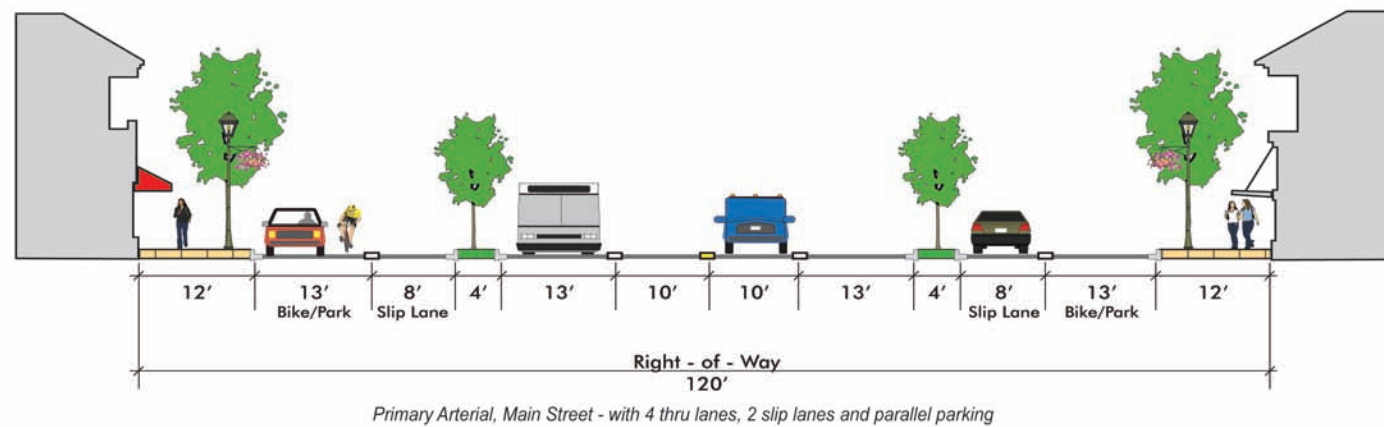 12' 13' 8' 4' 13' 10' 10' 13' 4' 8' 13' 12'
Bike/Park Slip Lane Slip Lane Bike/Park
Right - of - Way
120'
Primary Arterial, Main Street - with 4 thru lanes, 2 slip lanes and parallel parking